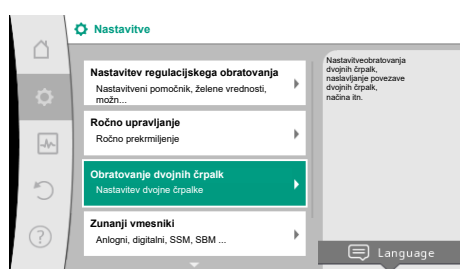 Nastavitve
Nastavitev regulacijskega obratovanja
Nastavitveni pomočnik, želene vrednosti,
možn...
Ročno upravljanje
Ročno prekrmiljenje
Obratovanje dvojnih črpalk
Nastavitev dvojne črpalke
Zunanji vmesniki
Anlogni, digitalni, SSM, SBM ...
Nastavitveobratovanja
dvojnih črpalk,
naslavljanje povezave
dvojnih črpalk,
načina itn.
Language